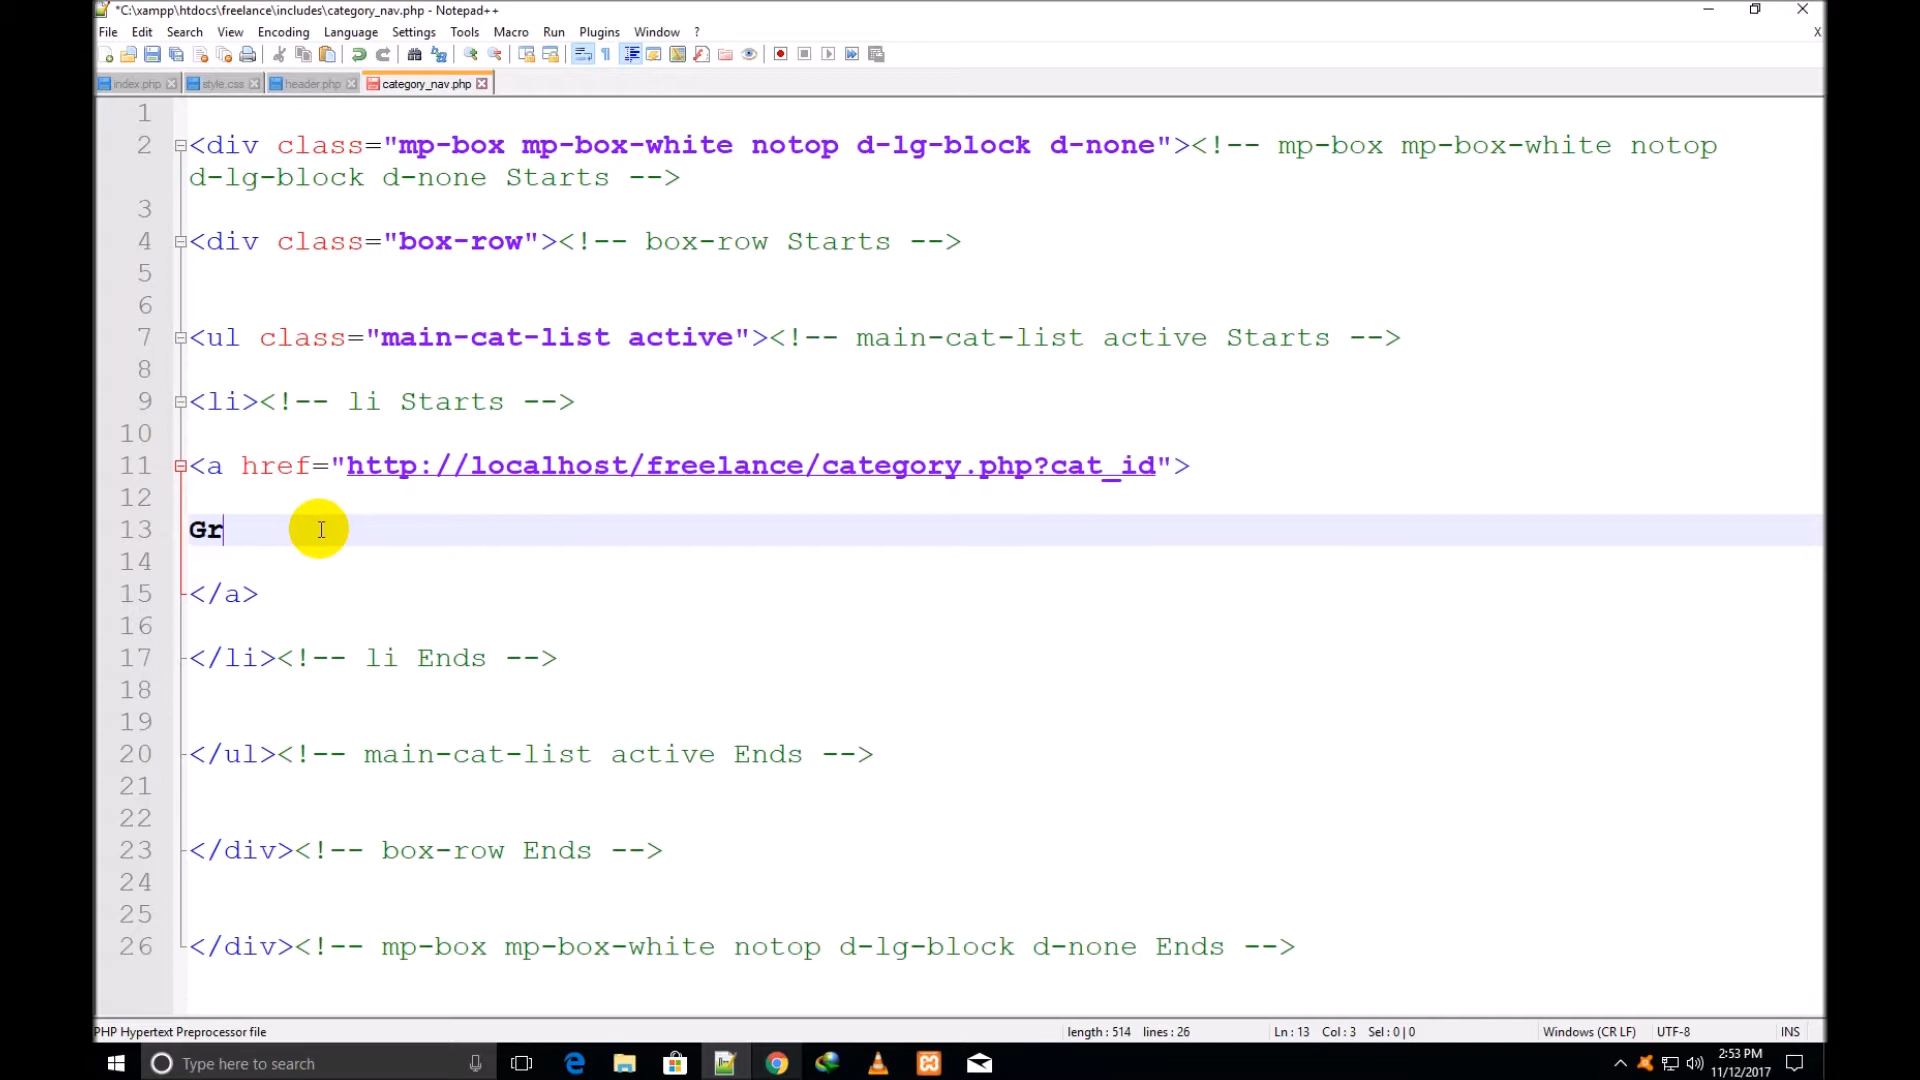 *C:\xampp\htdocs\freelance\includes\category_nav.php - Notepad++
File Edit Search View Encoding Language Settings Tools Macro Run Plugins Window ?
X
index.php style.css header.php category_nav.php
1
2 <div class="mp-box mp-box-white notop d-lg-block d-none"><!-- mp-box mp-box-white notop
d-lg-block d-none Starts -->
3
4 <div class="box-row"><!-- box-row Starts -->
5
6
7 <ul class="main-cat-list active"><!-- main-cat-list active Starts -->
8
9 <li><!-- li Starts -->
10
11 <a href="http://localhost/freelance/category.php?cat_id">
12
13 Gr
14
15 </a>
16
17 </li><!-- li Ends -->
18
19
20 </ul><!-- main-cat-list active Ends -->
21
22
23 </div><!-- box-row Ends -->
24
25
26 </div><!-- mp-box mp-box-white notop d-lg-block d-none Ends -->
PHP Hypertext Preprocessor file length : 514 lines : 26 Ln : 13 Col : 3 Sel : 0 | 0 Windows (CR LF) UTF-8 INS
Type here to search
2:53 PM
11/12/2017